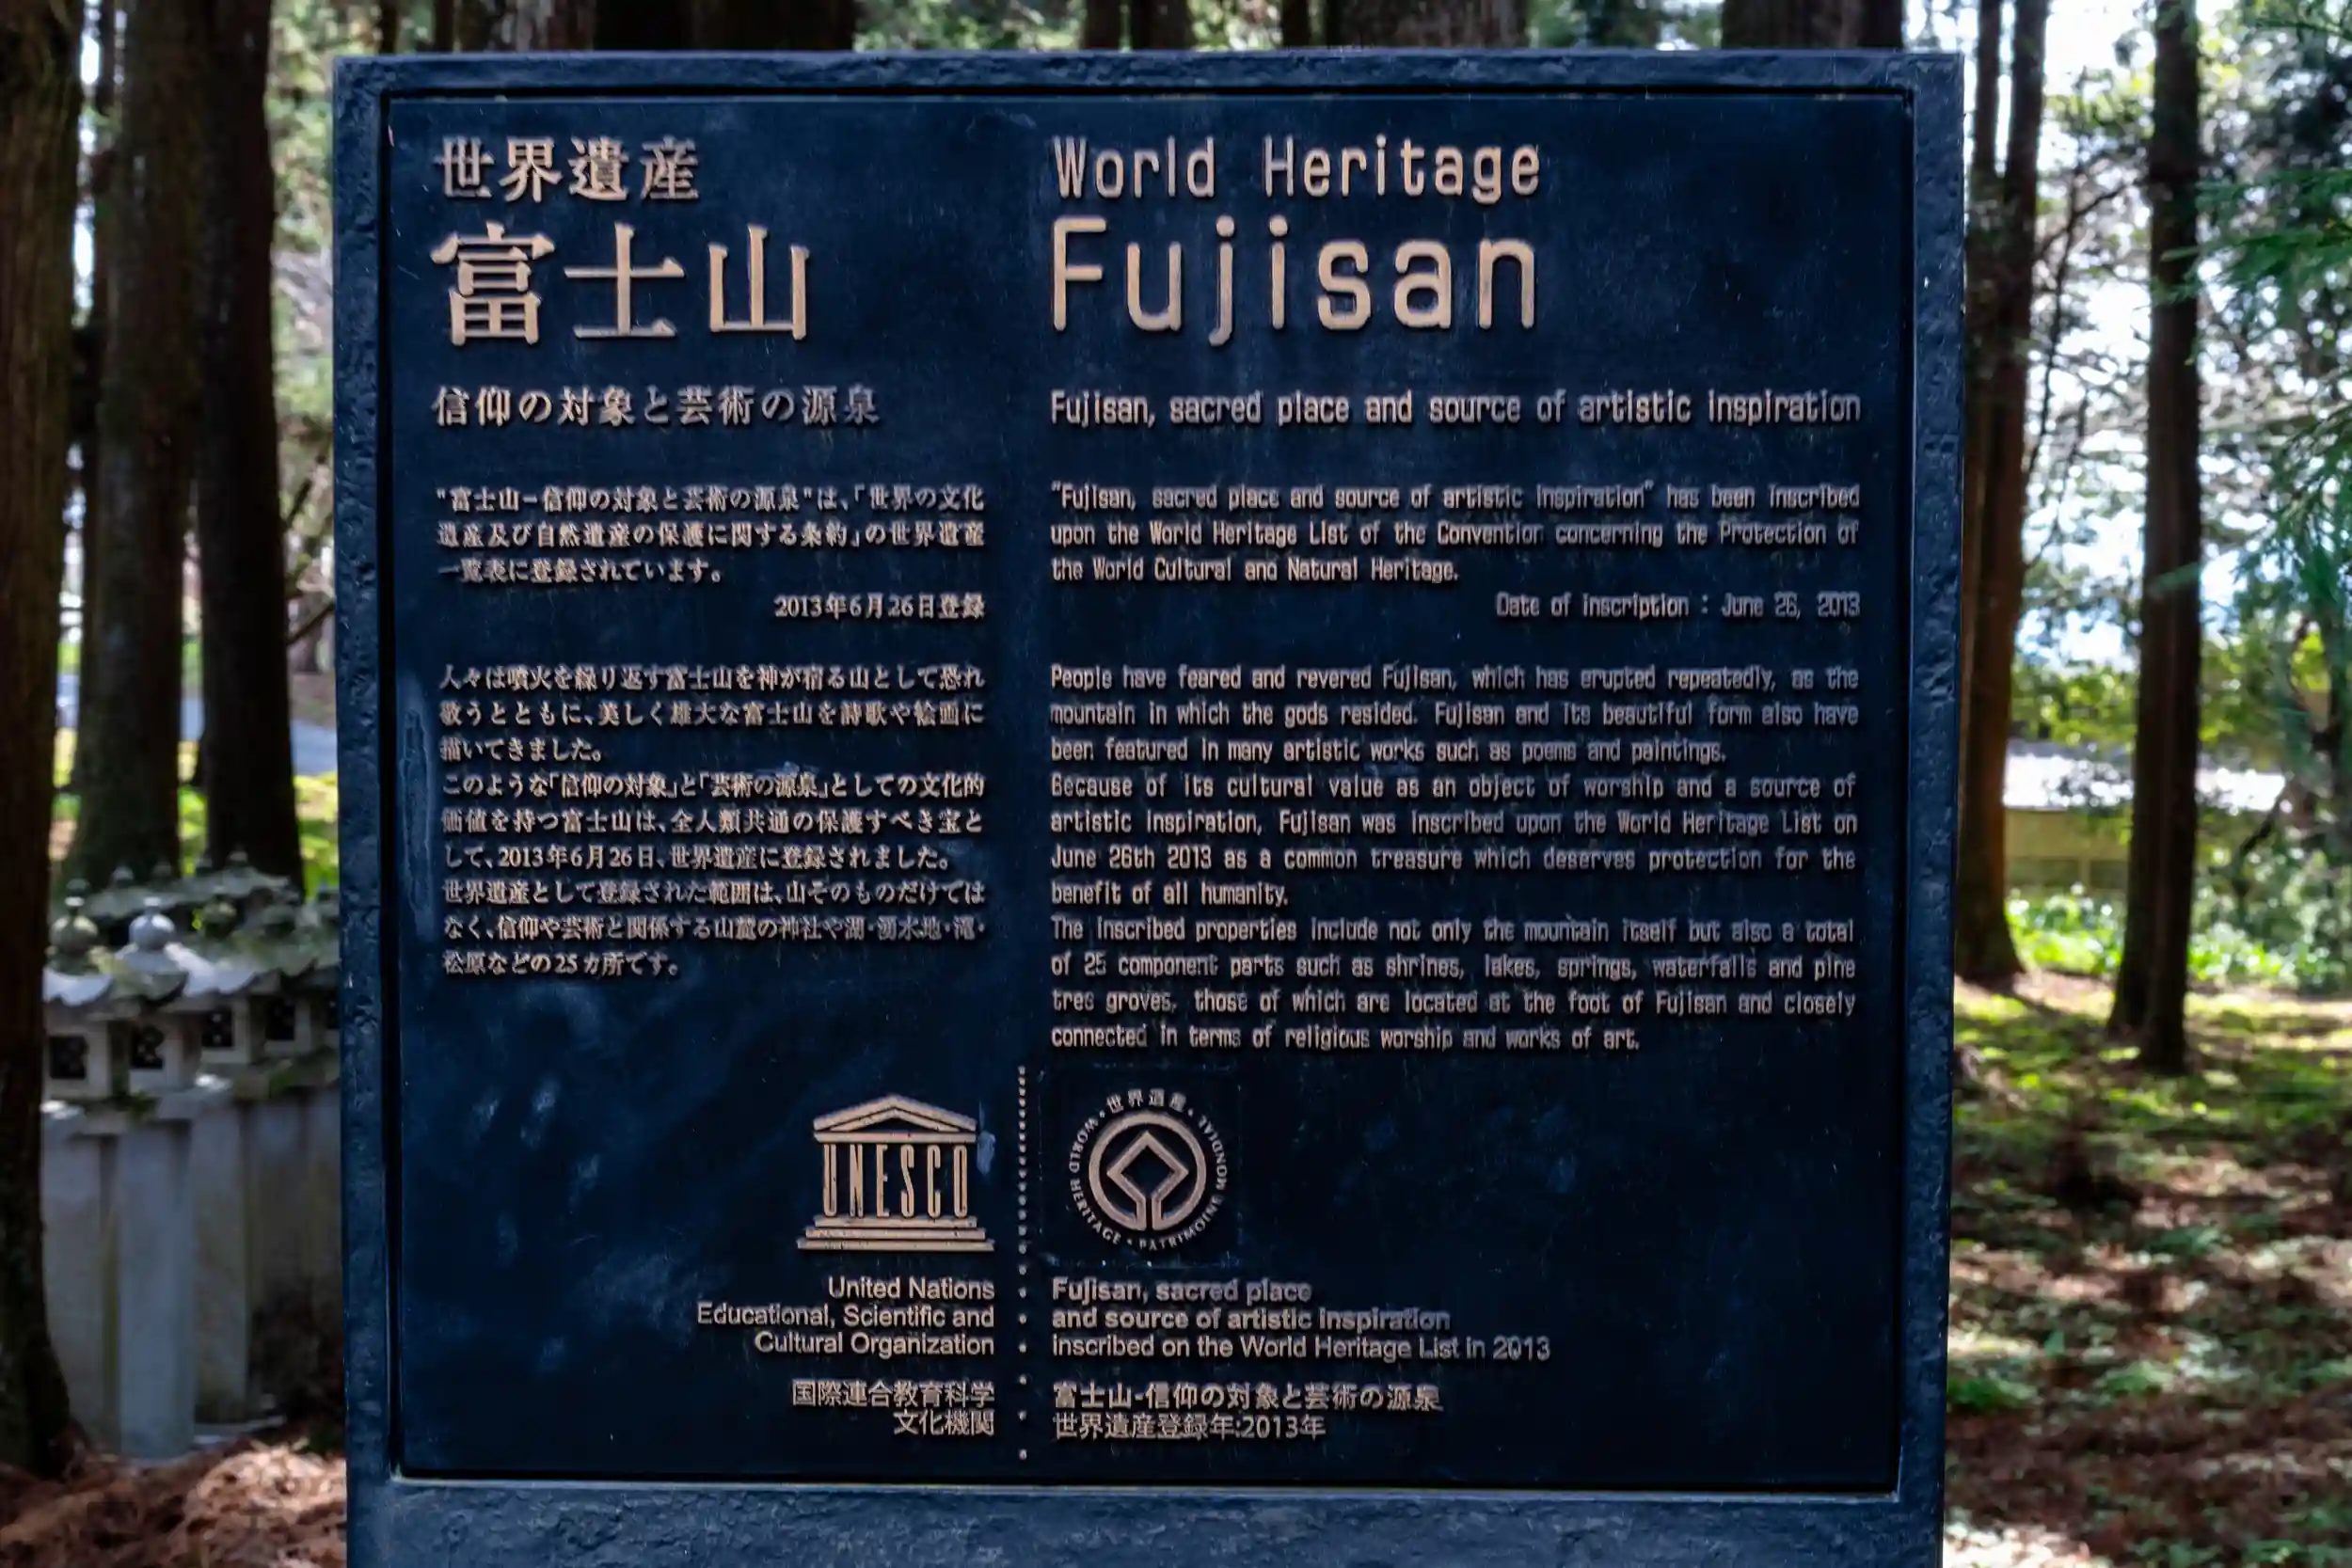 世界遺産
富士山
信仰の対象と芸術の源泉
"富士山−信仰の対象と芸術の源泉"は、「世界の文化
遺産及び自然遺産の保護に関する条約」の世界遺産
一覧表に登録されています。
2013年6月26日登録
人々は噴火を繰り返す富士山を神が宿る山として恐れ
敬うとともに、美しく雄大な富士山を詩歌や絵画に
描いてきました。
このような「信仰の対象」と「芸術の源泉」としての文化的
価値を持つ富士山は、全人類共通の保護すべき宝と
して、2013年6月26日、世界遺産に登録されました。
世界遺産として登録された範囲は、山そのものだけでは
なく、信仰や芸術と関係する山麓の神社や湖・湧水地・滝・
松原などの25カ所です。
World Heritage
Fujisan
Fujisan, sacred place and source of artistic inspiration
"Fujisan, sacred place and source of artistic inspiration" has been inscribed
upon the World Heritage List of the Convention concerning the Protection of
the World Cultural and Natural Heritage.
Date of inscription : June 26, 2013
People have feared and revered Fujisan, which has erupted repeatedly, as the
mountain in which the gods resided. Fujisan and its beautiful form also have
been featured in many artistic works such as poems and paintings.
Because of its cultural value as an object of worship and a source of
artistic inspiration, Fujisan was inscribed upon the World Heritage List on
June 26th 2013 as a common treasure which deserves protection for the
benefit of all humanity.
The inscribed properties include not only the mountain itself but also a total
of 25 component parts such as shrines, lakes, springs, waterfalls and pine
tree groves, those of which are located at the foot of Fujisan and closely
connected in terms of religious worship and works of art.
UNESCO
United Nations
Educational, Scientific and
Cultural Organization
国際連合教育科学
文化機関
・世界遺産・
WORLD HERITAGE・PATRIMOINE MONDIAL
Fujisan, sacred place
and source of artistic inspiration
inscribed on the World Heritage List in 2013
富士山-信仰の対象と芸術の源泉
世界遺産登録年:2013年